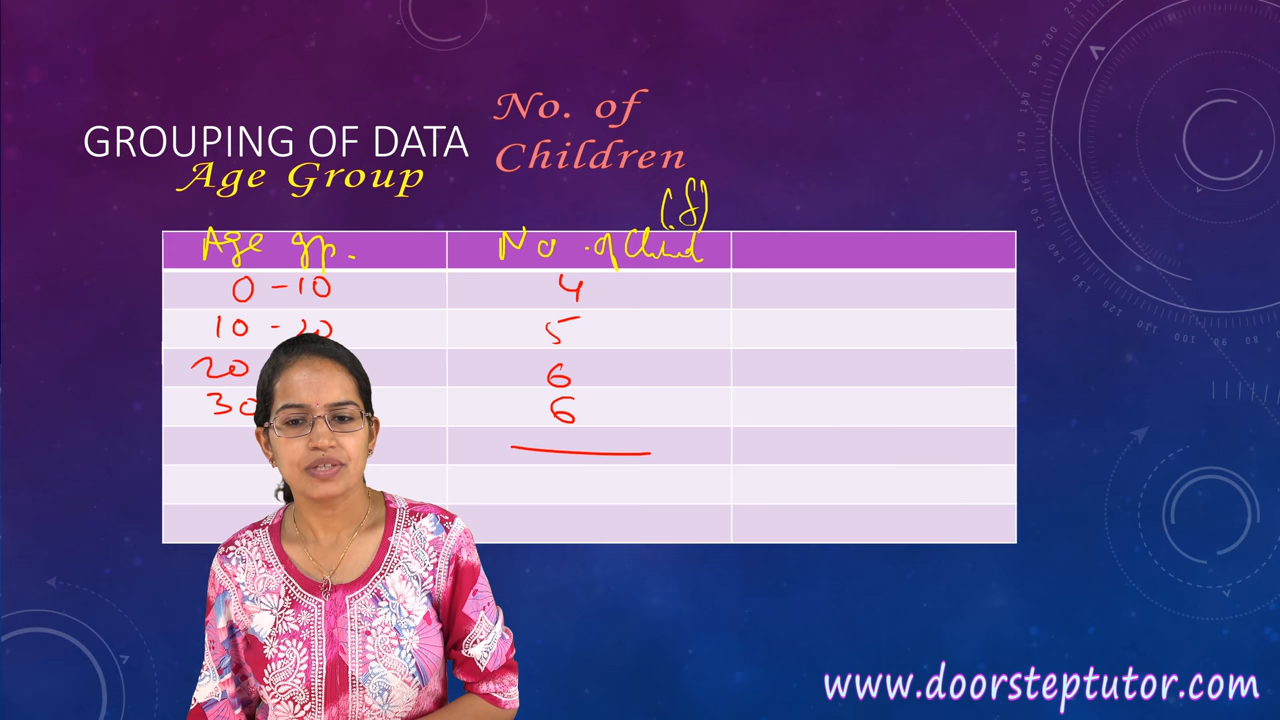 GROUPING OF DATA
No. of
Children
Age Group
(f)
Age gp.
No. of Child
0 - 10
4
10 - 20
5
20
6
30
6
www.doorsteptutor.com